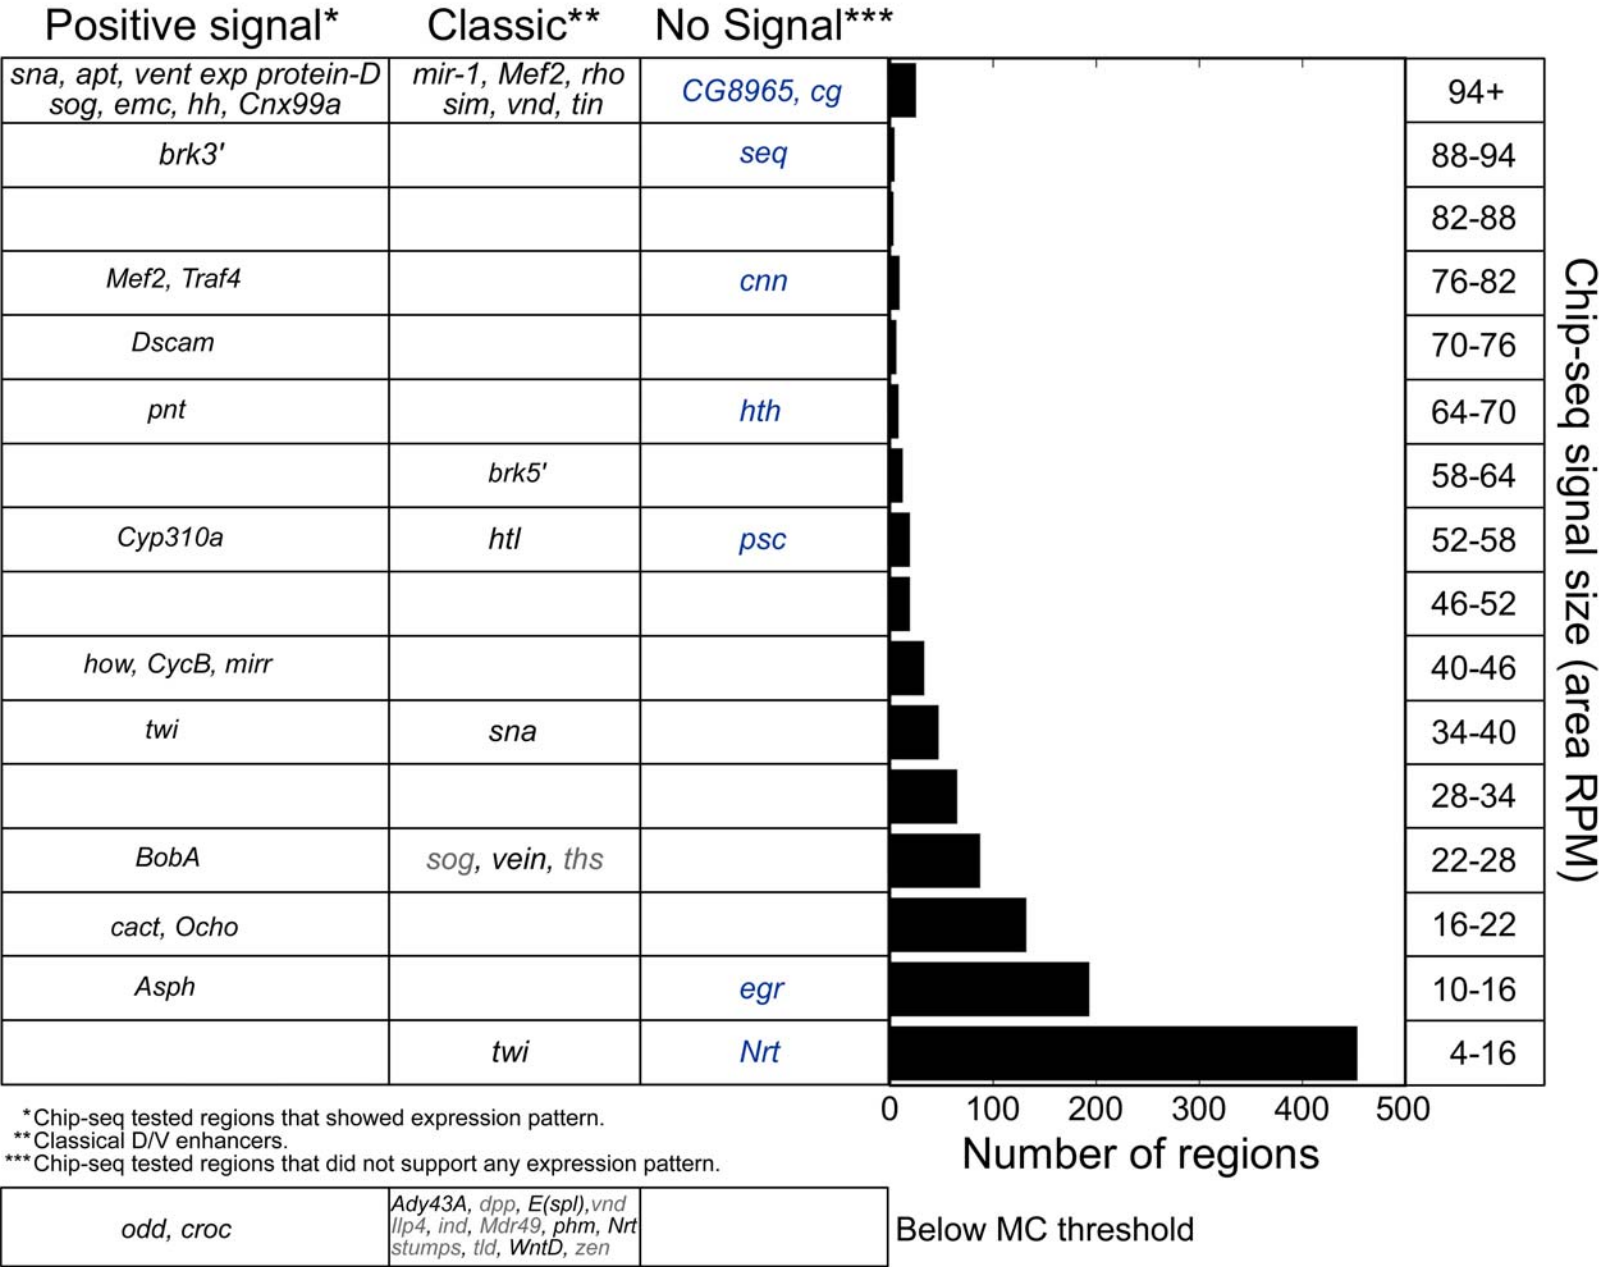 Positive signal* Classic** No Signal***
sna, apt, vent exp protein-D mir-1, Mef2, rho CG8965, cg 94+
sog, emc, hh, Cnx99a sim, vnd, tin
brk3' seq 88-94
82-88
Mef2, Traf4 cnn 76-82
Dscam 70-76
pnt hth 64-70
brk5' 58-64
Cyp310a htl psc 52-58
46-52
how, CycB, mirr 40-46
twi sna 34-40
28-34
BobA sog, vein, ths 22-28
cact, Ocho 16-22
Asph egr 10-16
twi Nrt 4-16
Chip-seq signal size (area RPM)
0 100 200 300 400 500
Number of regions
*Chip-seq tested regions that showed expression pattern.
**Classical D/V enhancers.
***Chip-seq tested regions that did not support any expression pattern.
odd, croc
Ady43A, dpp, E(spl),vnd
Ilp4, ind, Mdr49, phm, Nrt
stumps, tld, WntD, zen
Below MC threshold